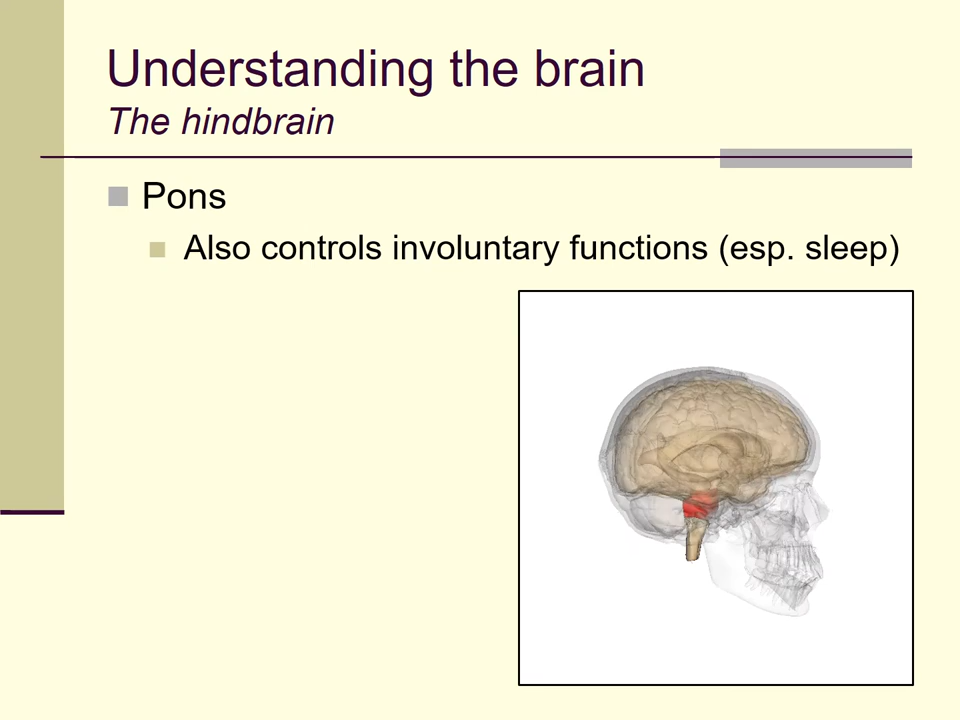 Understanding the brain
The hindbrain
Pons
Also controls involuntary functions (esp. sleep)